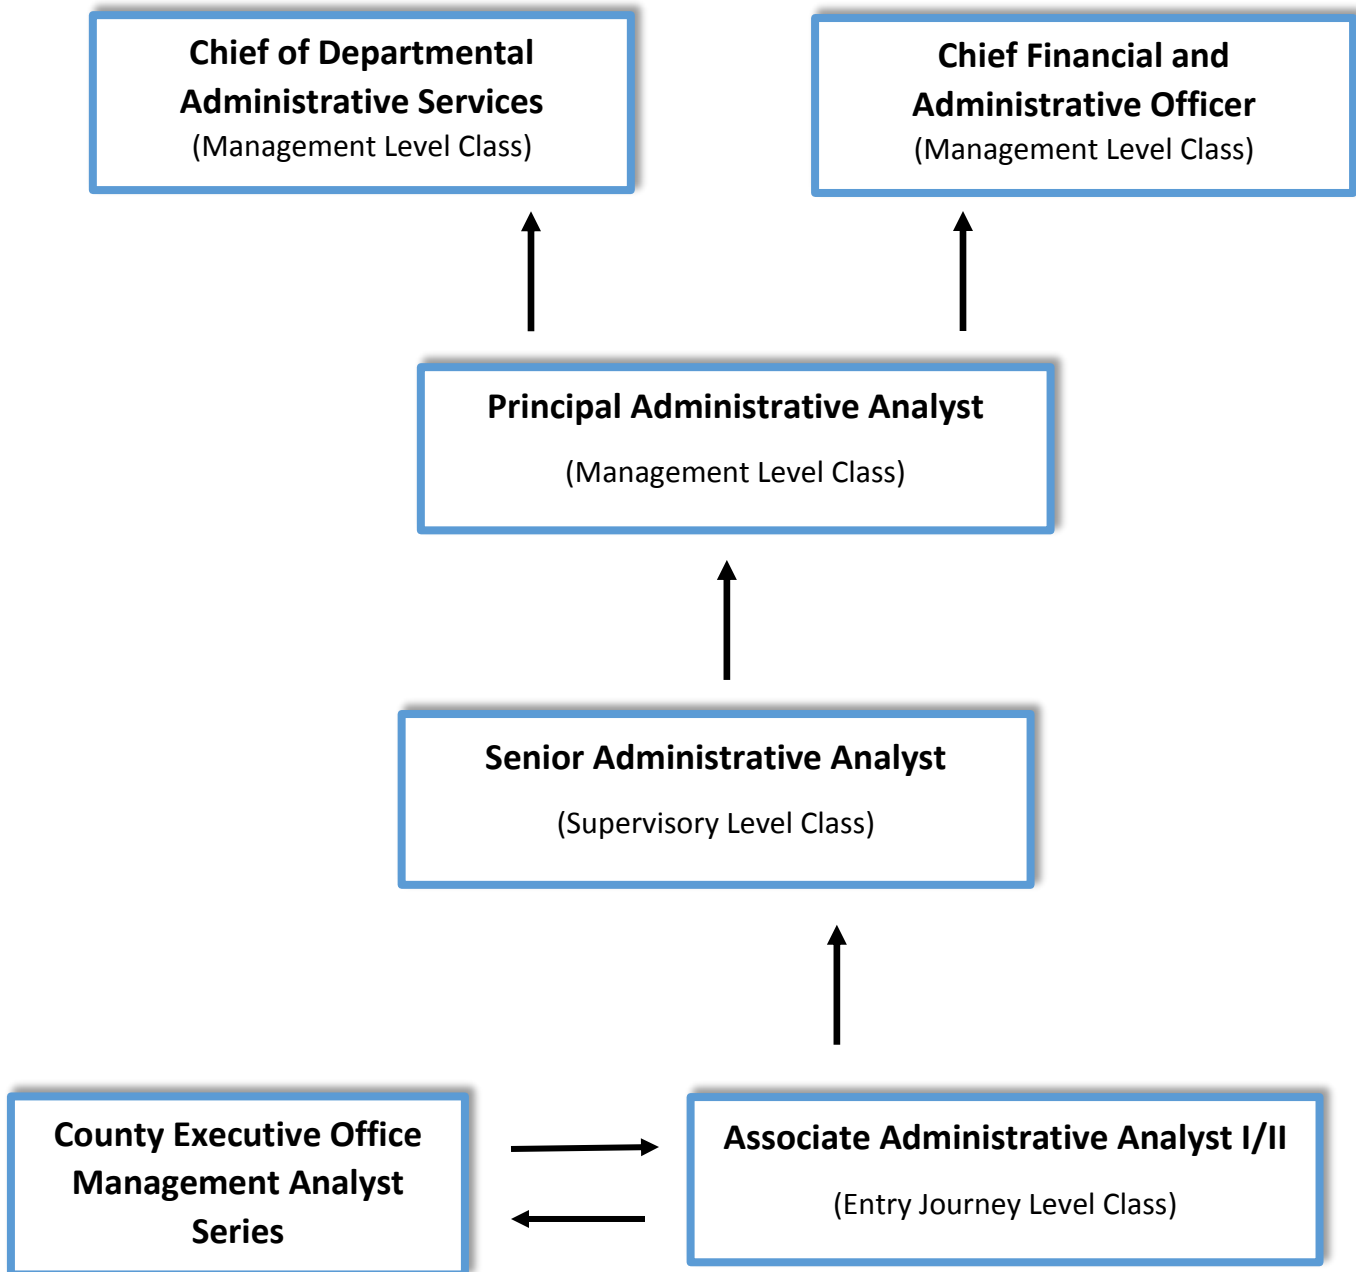 Chief of Departmental
Administrative Services
(Management Level Class)
Chief Financial and
Administrative Officer
(Management Level Class)
Principal Administrative Analyst
(Management Level Class)
Senior Administrative Analyst
(Supervisory Level Class)
County Executive Office
Management Analyst
Series
Associate Administrative Analyst I/II
(Entry Journey Level Class)